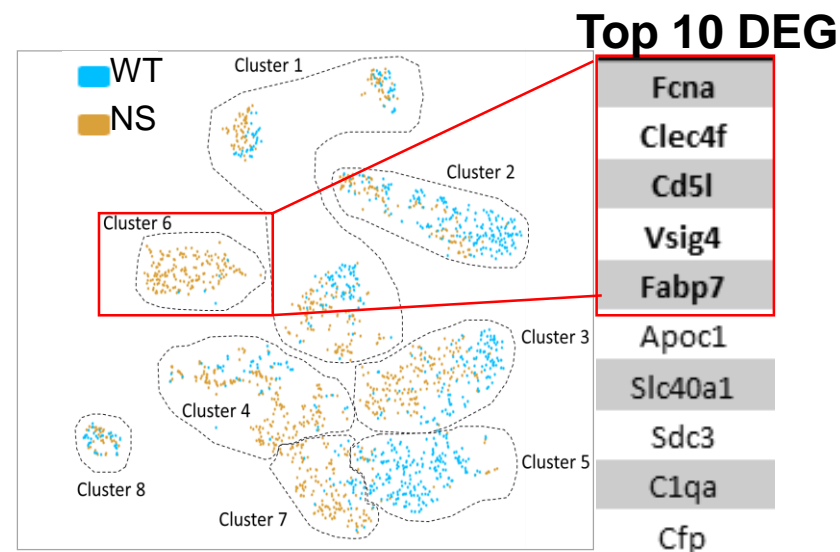 Top 10 DEG
WT
NS
Cluster 1
Cluster 2
Cluster 6
Cluster 3
Cluster 4
Cluster 5
Cluster 8
Cluster 7
Fcna
Clec4f
Cd5l
Vsig4
Fabp7
Apoc1
Slc40a1
Sdc3
C1qa
Cfp